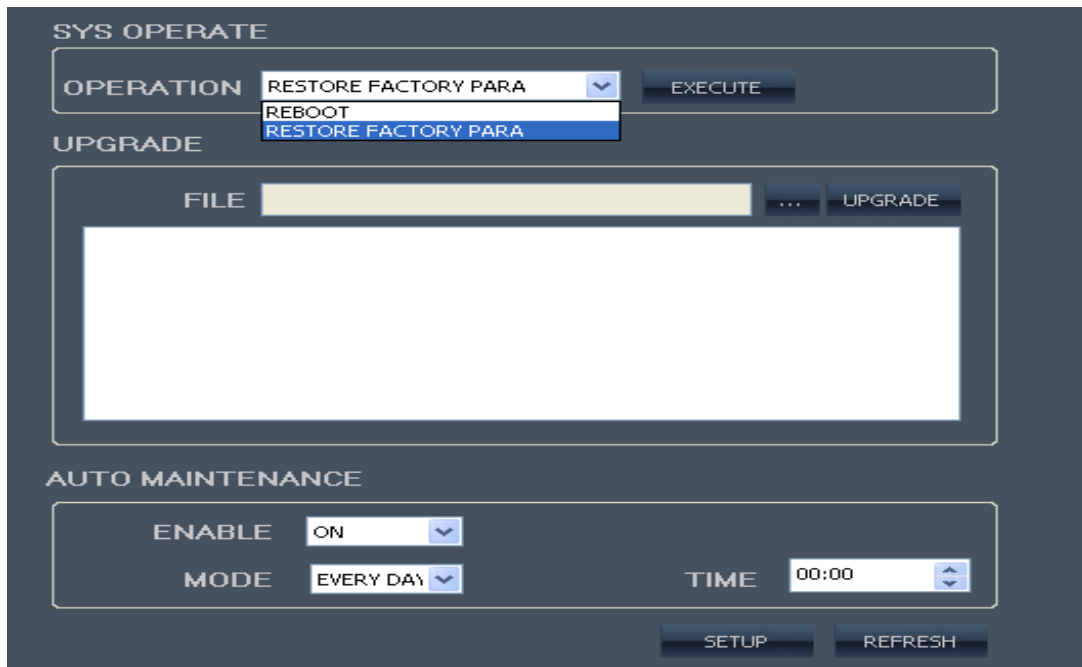 SYS OPERATE
OPERATION RESTORE FACTORY PARA EXECUTE
REBOOT
RESTORE FACTORY PARA
UPGRADE
FILE ... UPGRADE
AUTO MAINTENANCE
ENABLE ON
MODE EVERY DAY TIME 00:00
SETUP REFRESH